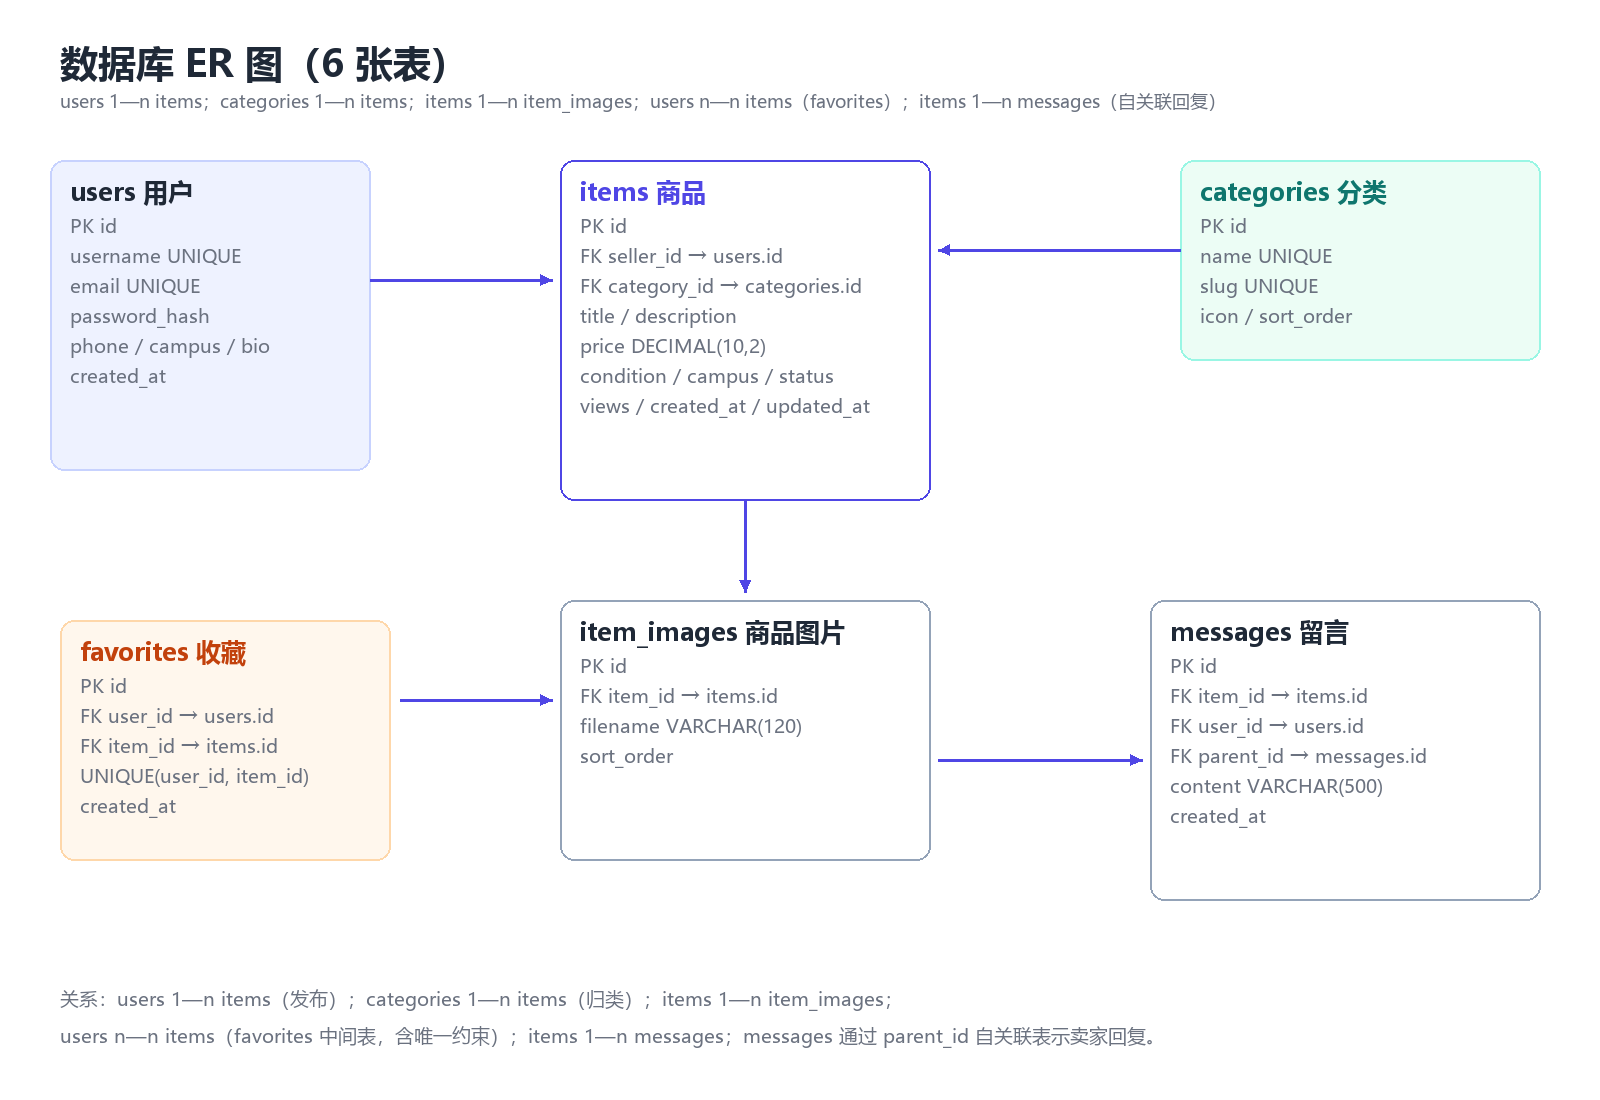 数据库 ER 图（6 张表）
users 1—n items；categories 1—n items；items 1—n item_images；users n—n items（favorites）；items 1—n messages（自关联回复）
users 用户
PK id
username UNIQUE
email UNIQUE
password_hash
phone / campus / bio
created_at
items 商品
PK id
FK seller_id → users.id
FK category_id → categories.id
title / description
price DECIMAL(10,2)
condition / campus / status
views / created_at / updated_at
categories 分类
PK id
name UNIQUE
slug UNIQUE
icon / sort_order
favorites 收藏
PK id
FK user_id → users.id
FK item_id → items.id
UNIQUE(user_id, item_id)
created_at
item_images 商品图片
PK id
FK item_id → items.id
filename VARCHAR(120)
sort_order
messages 留言
PK id
FK item_id → items.id
FK user_id → users.id
FK parent_id → messages.id
content VARCHAR(500)
created_at
关系：users 1—n items（发布）；categories 1—n items（归类）；items 1—n item_images；
users n—n items（favorites 中间表，含唯一约束）；items 1—n messages；messages 通过 parent_id 自关联表示卖家回复。